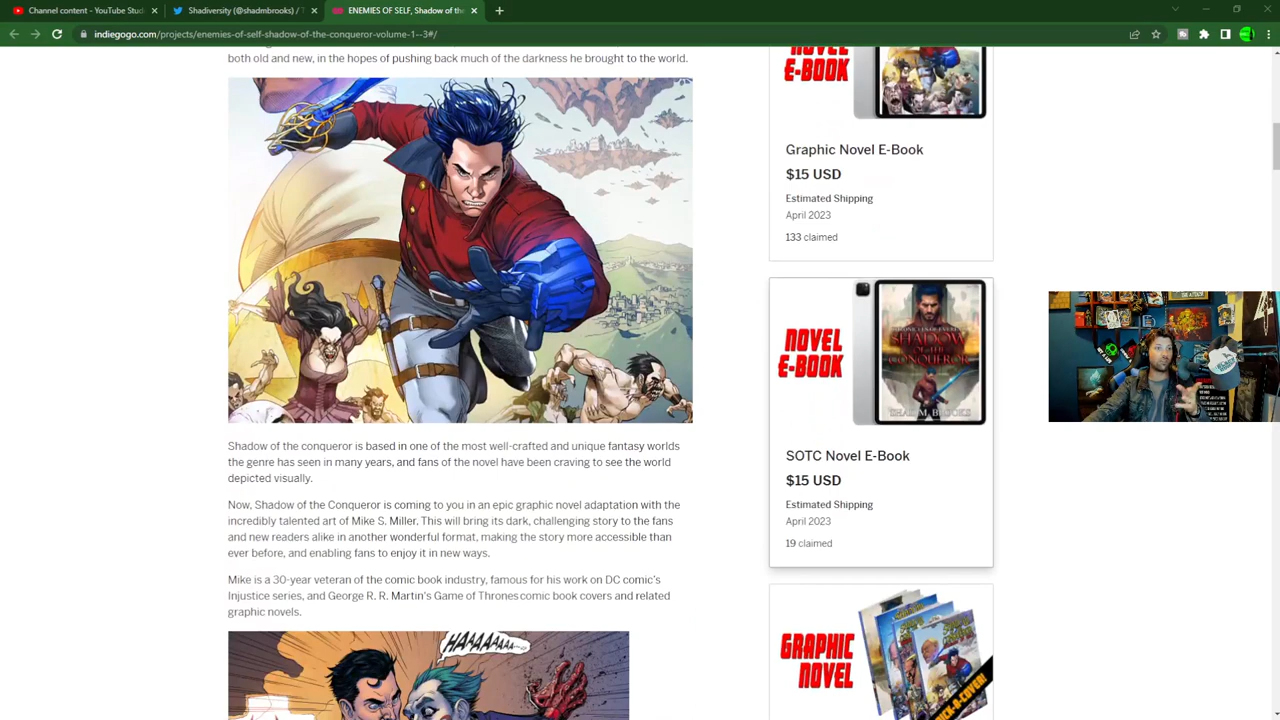 Channel content - YouTube Stud
Shadiversity (@shadmbrooks) / T
ENEMIES OF SELF, Shadow of the
indiegogo.com/projects/enemies-of-self-shadow-of-the-conqueror-volume-1--3#/
both old and new, in the hopes of pushing back much of the darkness he brought to the world.
Shadow of the conqueror is based in one of the most well-crafted and unique fantasy worlds
the genre has seen in many years, and fans of the novel have been craving to see the world
depicted visually.
Now, Shadow of the Conqueror is coming to you in an epic graphic novel adaptation with the
incredibly talented art of Mike S. Miller. This will bring its dark, challenging story to the fans
and new readers alike in another wonderful format, making the story more accessible than
ever before, and enabling fans to enjoy it in new ways.
Mike is a 30-year veteran of the comic book industry, famous for his work on DC comic's
Injustice series, and George R. R. Martin's Game of Thrones comic book covers and related
graphic novels.
HAAAAAAA...
NOVEL
E-BOOK
Graphic Novel E-Book
$15 USD
Estimated Shipping
April 2023
133 claimed
NOVEL
E-BOOK
SHADOW
OF THE
CONQUEROR
SHAD M. BROOKS
SOTC Novel E-Book
$15 USD
Estimated Shipping
April 2023
19 claimed
GRAPHIC
NOVEL
PICK-A-COVER!